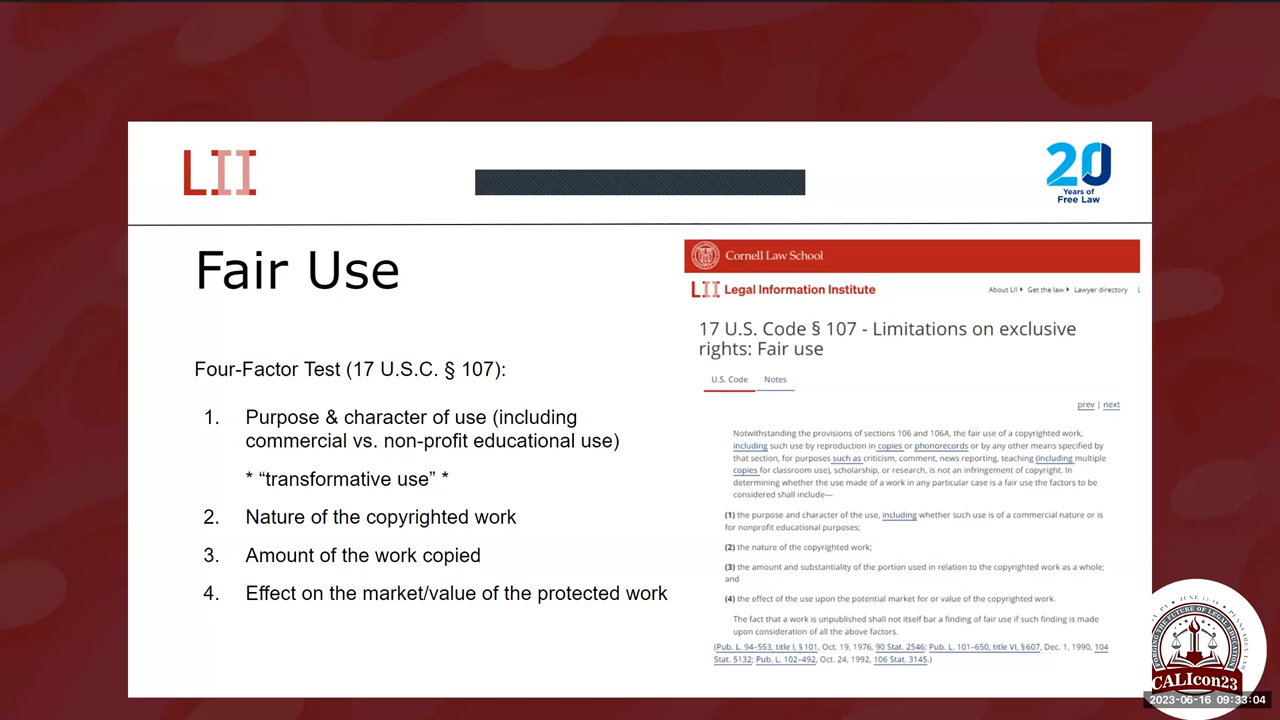 LII
20
Years of
Free Law
Fair Use
Four-Factor Test (17 U.S.C. § 107):
1. Purpose & character of use (including
commercial vs. non-profit educational use)
* “transformative use” *
2. Nature of the copyrighted work
3. Amount of the work copied
4. Effect on the market/value of the protected work
Cornell Law School
LII Legal Information Institute
About LII Get the law Lawyer directory
17 U.S. Code § 107 - Limitations on exclusive
rights: Fair use
U.S. Code Notes
prev | next
Notwithstanding the provisions of sections 106 and 106A, the fair use of a copyrighted work,
including such use by reproduction in copies or phonorecords or by any other means specified by
that section, for purposes such as criticism, comment, news reporting, teaching (including multiple
copies for classroom use), scholarship, or research, is not an infringement of copyright. In
determining whether the use made of a work in any particular case is a fair use the factors to be
considered shall include—
(1) the purpose and character of the use, including whether such use is of a commercial nature or is
for nonprofit educational purposes;
(2) the nature of the copyrighted work;
(3) the amount and substantiality of the portion used in relation to the copyrighted work as a whole;
and
(4) the effect of the use upon the potential market for or value of the copyrighted work.
The fact that a work is unpublished shall not itself bar a finding of fair use if such finding is made
upon consideration of all the above factors.
(Pub. L. 94–553, title I, §101, Oct. 19, 1976, 90 Stat. 2546; Pub. L. 101–650, title VI, §607, Dec. 1, 1990, 104
Stat. 5132; Pub. L. 102–492, Oct. 24, 1992, 106 Stat. 3145.)
CALIcon23
2023-06-16 09:33:04